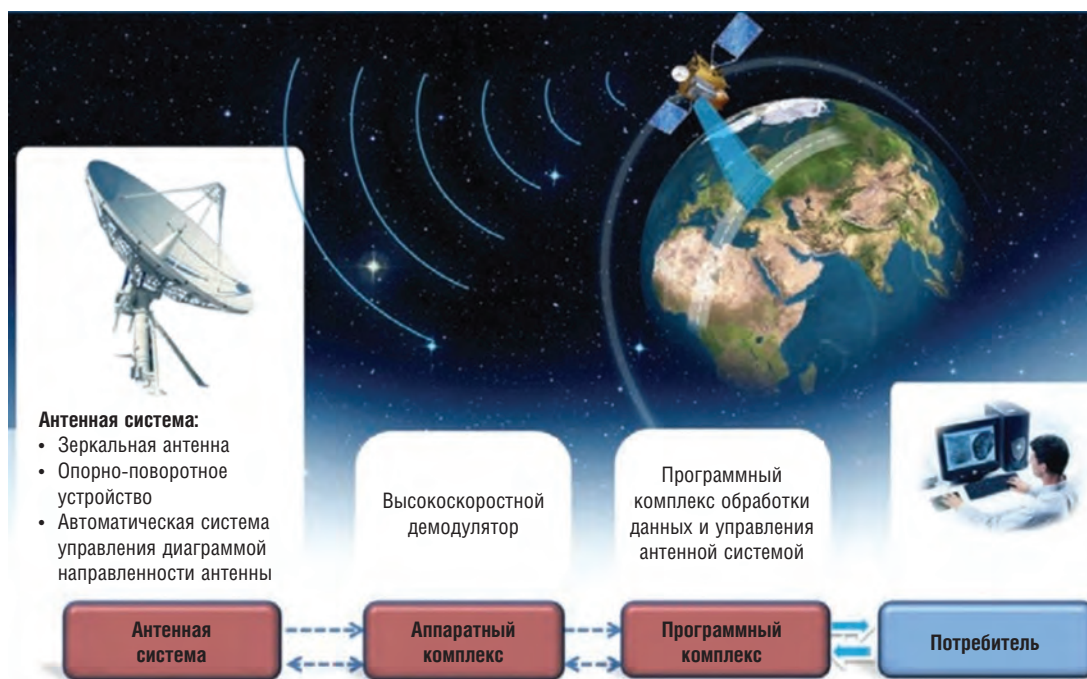 Антенная система:
• Зеркальная антенна
• Опорно-поворотное
устройство
• Автоматическая система
управления диаграммой
направленности антенны
Высокоскоростной
демодулятор
Программный
комплекс обработки
данных и управления
антенной системой
Антенная
система
Аппаратный
комплекс
Программный
комплекс
Потребитель